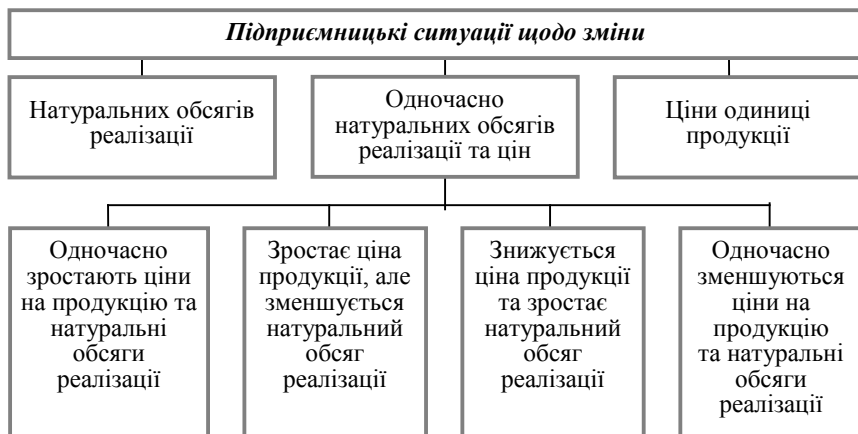 Підприємницькі ситуації щодо зміни
Натуральних обсягів
реалізації
Одночасно
натуральних обсягів
реалізації та цін
Ціни одиниці
продукції
Одночасно
зростають ціни
на продукцію та
натуральні
обсяги
реалізації
Зростає ціна
продукції, але
зменшується
натуральний
обсяг
реалізації
Знижується
ціна продукції
та зростає
натуральний
обсяг
реалізації
Одночасно
зменшуються
ціни на
продукцію
та натуральні
обсяги
реалізації